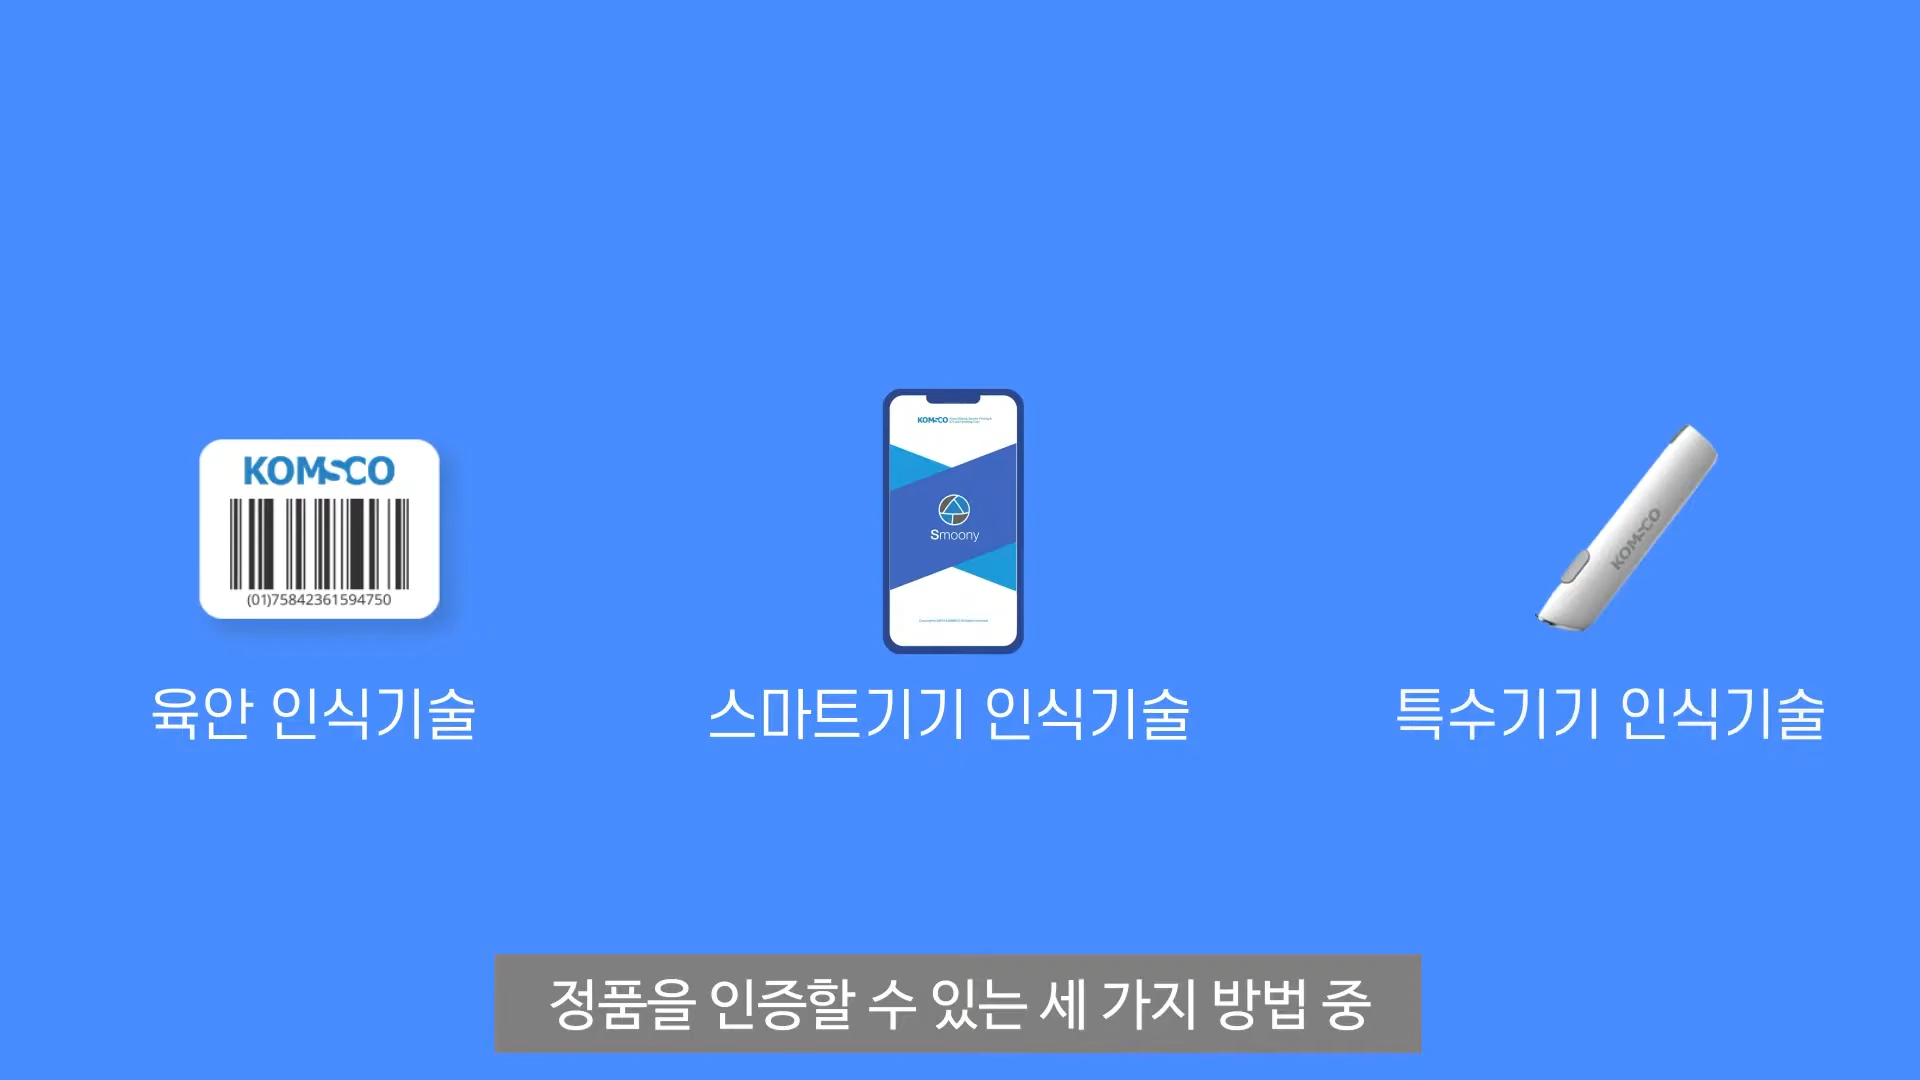 KOMSCO
(01)75842361594750
육안 인식기술
KOMSCO
Smoony
스마트기기 인식기술
KOMSCO
특수기기 인식기술
정품을 인증할 수 있는 세 가지 방법 중